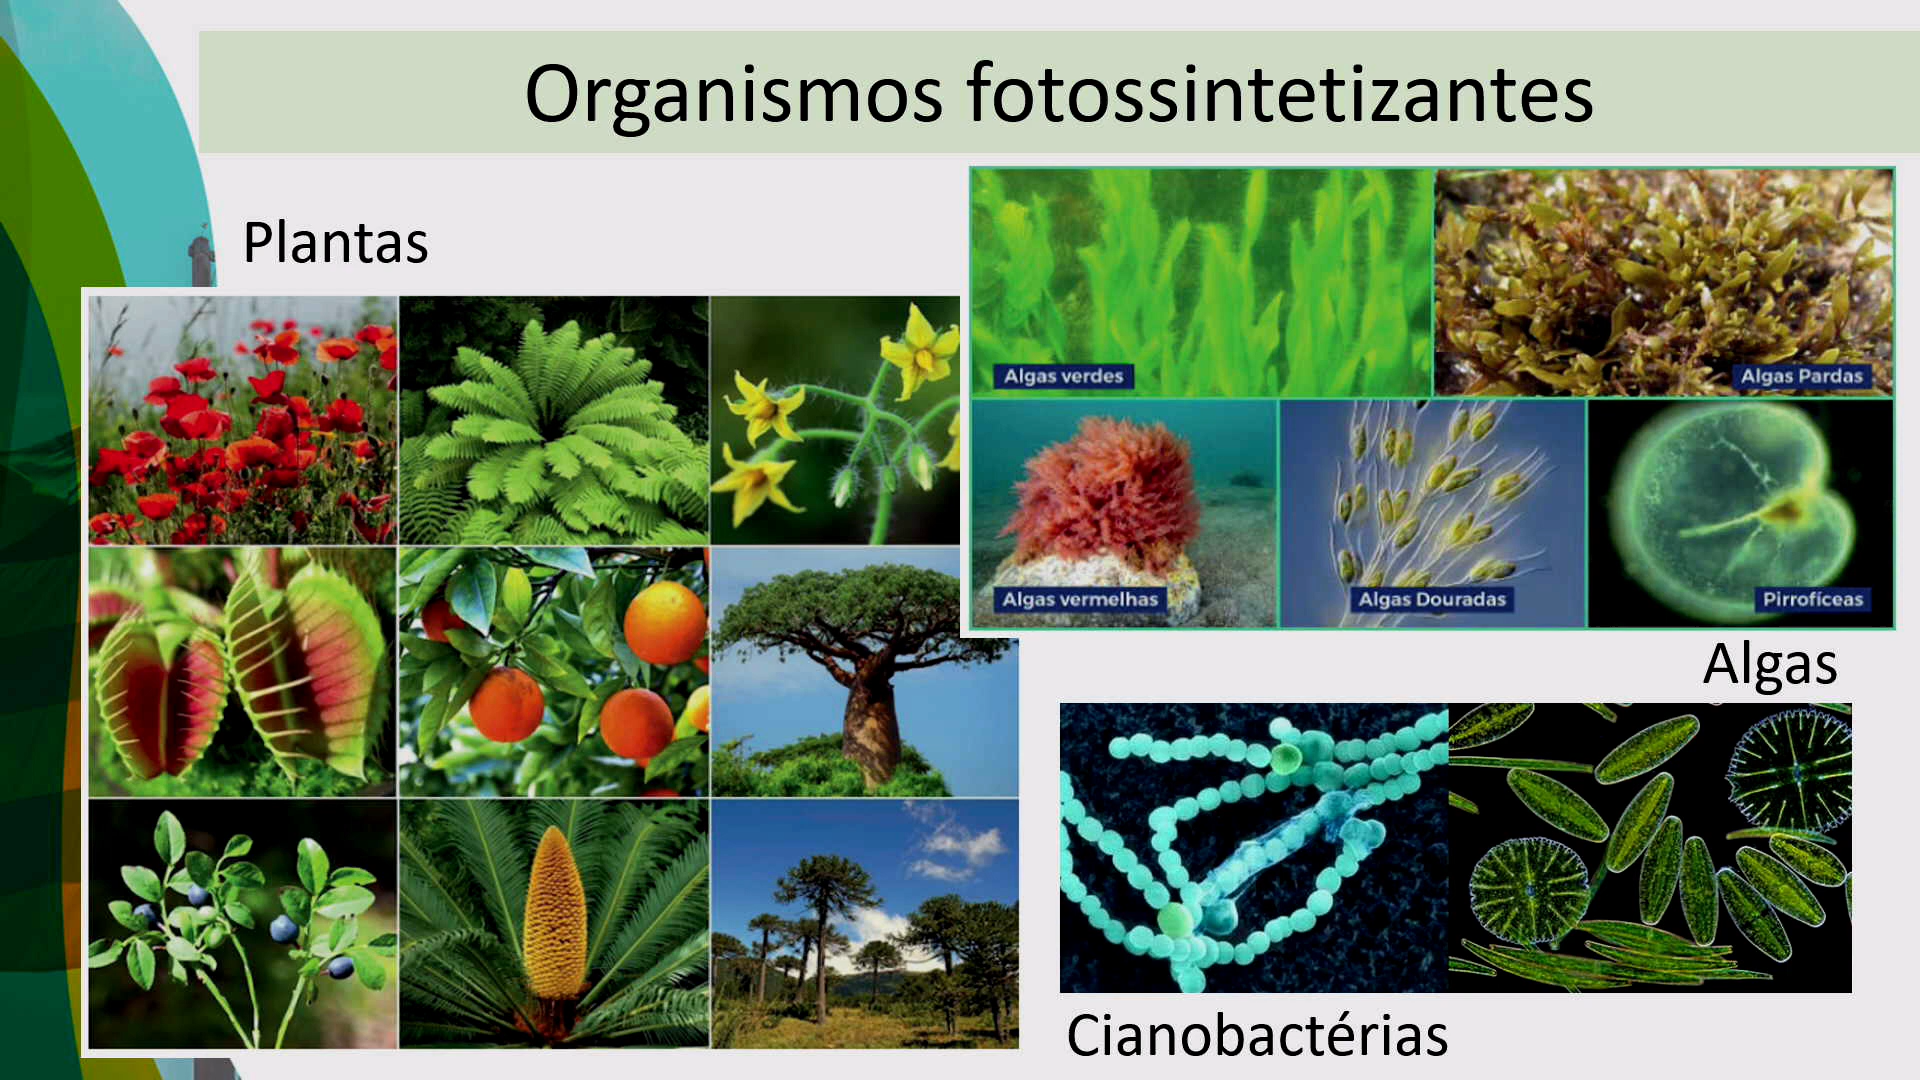 Organismos fotossintetizantes
Plantas
Algas verdes
Algas Pardas
Algas vermelhas
Algas Douradas
Pirrofíceas
Algas
Cianobactérias